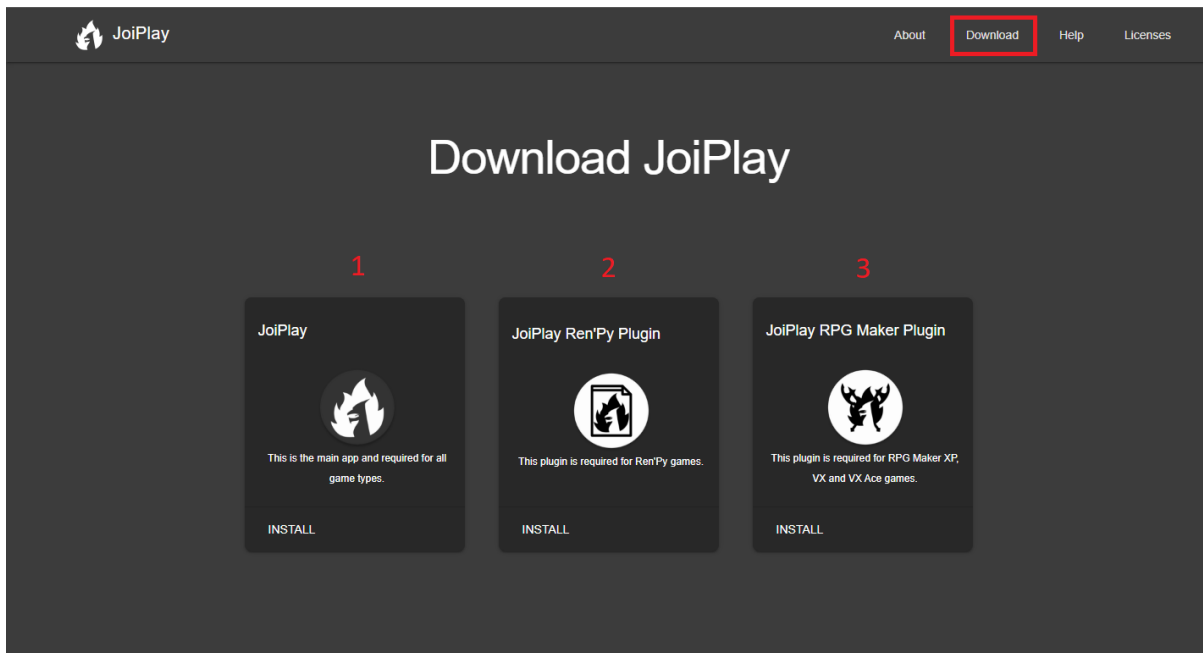 JoiPlay
About Download Help Licenses
Download JoiPlay
1 2 3
JoiPlay
This is the main app and required for all
game types.
INSTALL
JoiPlay Ren'Py Plugin
This plugin is required for Ren'Py games.
INSTALL
JoiPlay RPG Maker Plugin
This plugin is required for RPG Maker XP,
VX and VX Ace games.
INSTALL